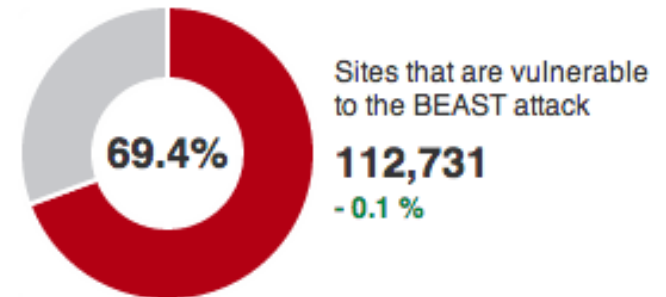 69.4%
Sites that are vulnerable
to the BEAST attack
112,731
- 0.1 %